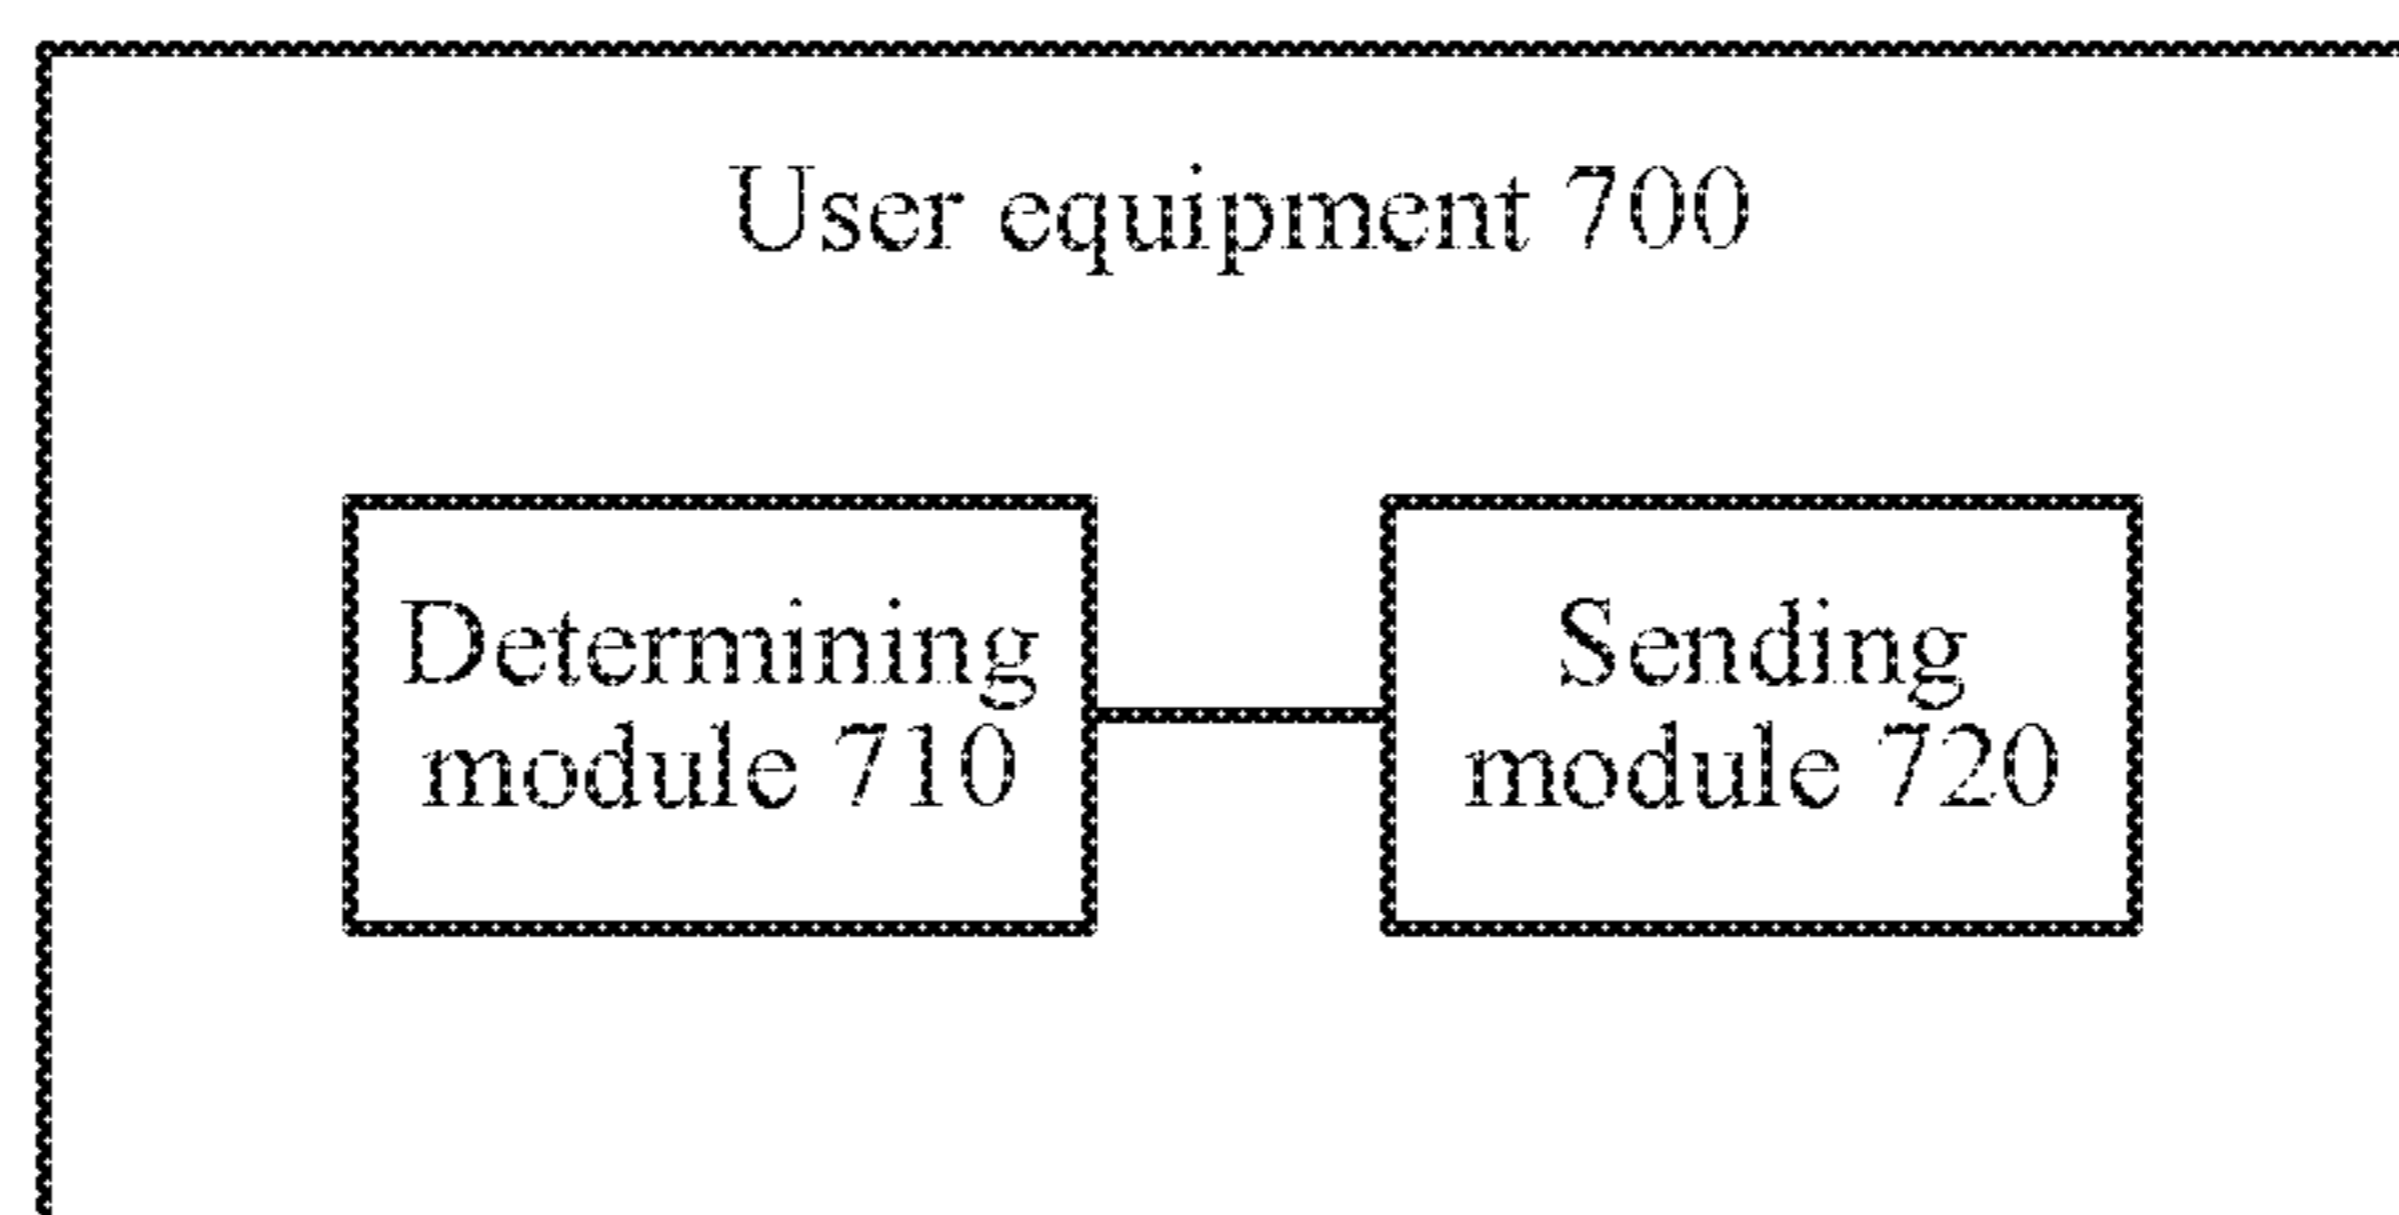 User equipment 700
Determining
module 710
Sending
module 720